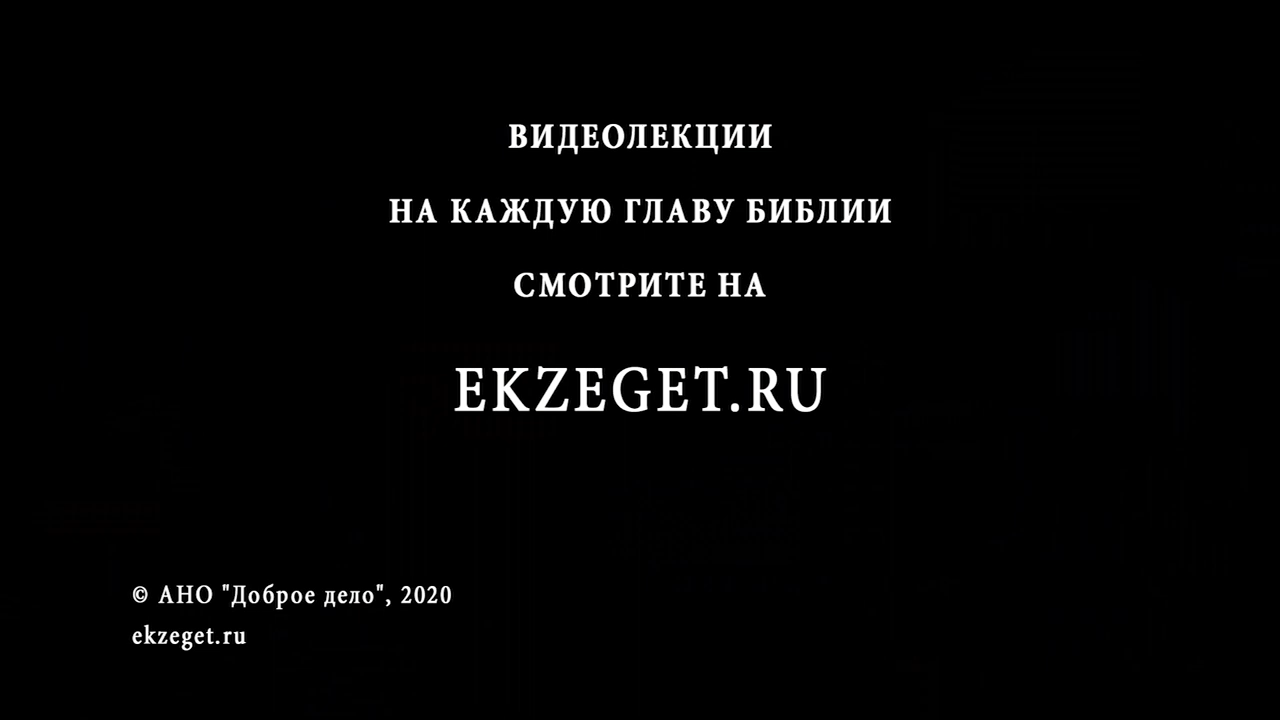 ВИДЕОЛЕКЦИИ
НА КАЖДУЮ ГЛАВУ БИБЛИИ
СМОТРИТЕ НА
EKZEGET.RU
© АНО "Доброе дело", 2020
ekzeget.ru